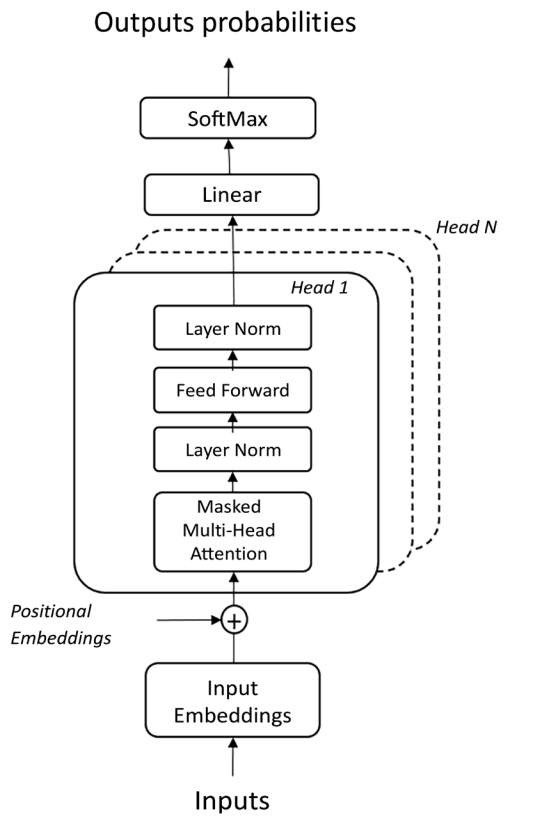 Outputs probabilities
SoftMax
Linear
Head N
Head 1
Layer Norm
Feed Forward
Layer Norm
Masked
Multi-Head
Attention
Positional
Embeddings
+
Input
Embeddings
Inputs